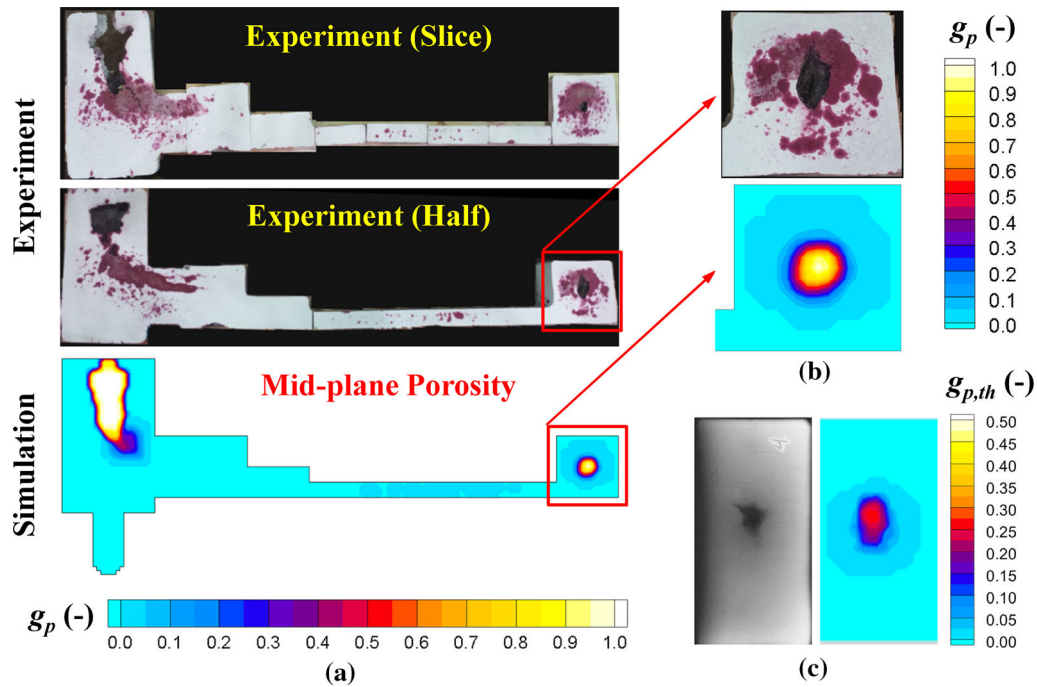 Experiment (Slice)
Experiment (Half)
Experiment
Mid-plane Porosity
Simulation
g_p (-)
0.0 0.1 0.2 0.3 0.4 0.5 0.6 0.7 0.8 0.9 1.0
(a)
g_p (-)
1.0
0.9
0.8
0.7
0.6
0.5
0.4
0.3
0.2
0.1
0.0
(b)
g_p,th (-)
0.50
0.45
0.40
0.35
0.30
0.25
0.20
0.15
0.10
0.05
0.00
(c)